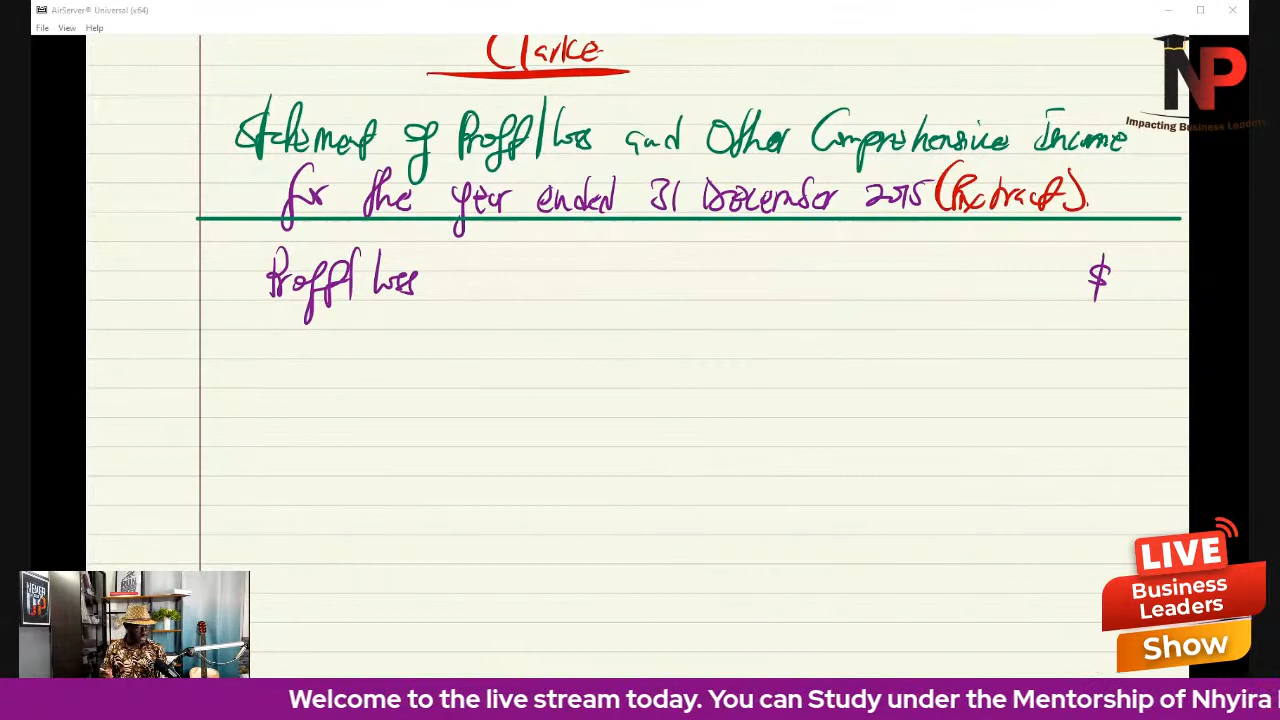 AirServer® Universal (x64)
File View Help
Clarke
NP
Impacting Business Leaders
Statement of Profit/loss and Other Comprehensive Income
for the year ended 31 December 2015 (Extract).
Profit/loss $
LIVE
Business
Leaders
Show
Welcome to the live stream today. You can Study under the Mentorship of Nhyira